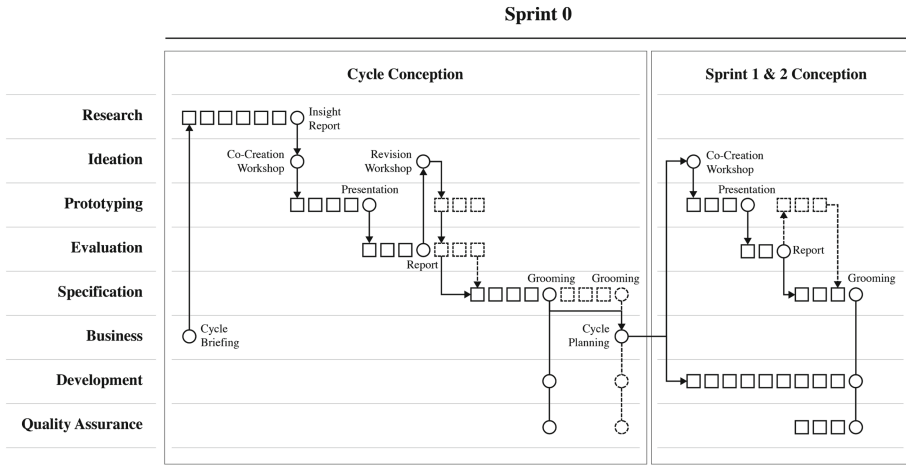 Sprint 0
Cycle Conception
Sprint 1 & 2 Conception
Research
Insight
Report
Ideation
Co-Creation
Workshop
Revision
Workshop
Co-Creation
Workshop
Prototyping
Presentation
Presentation
Evaluation
Report
Report
Specification
Grooming
Grooming
Grooming
Business
Cycle
Briefing
Cycle
Planning
Development
Quality Assurance